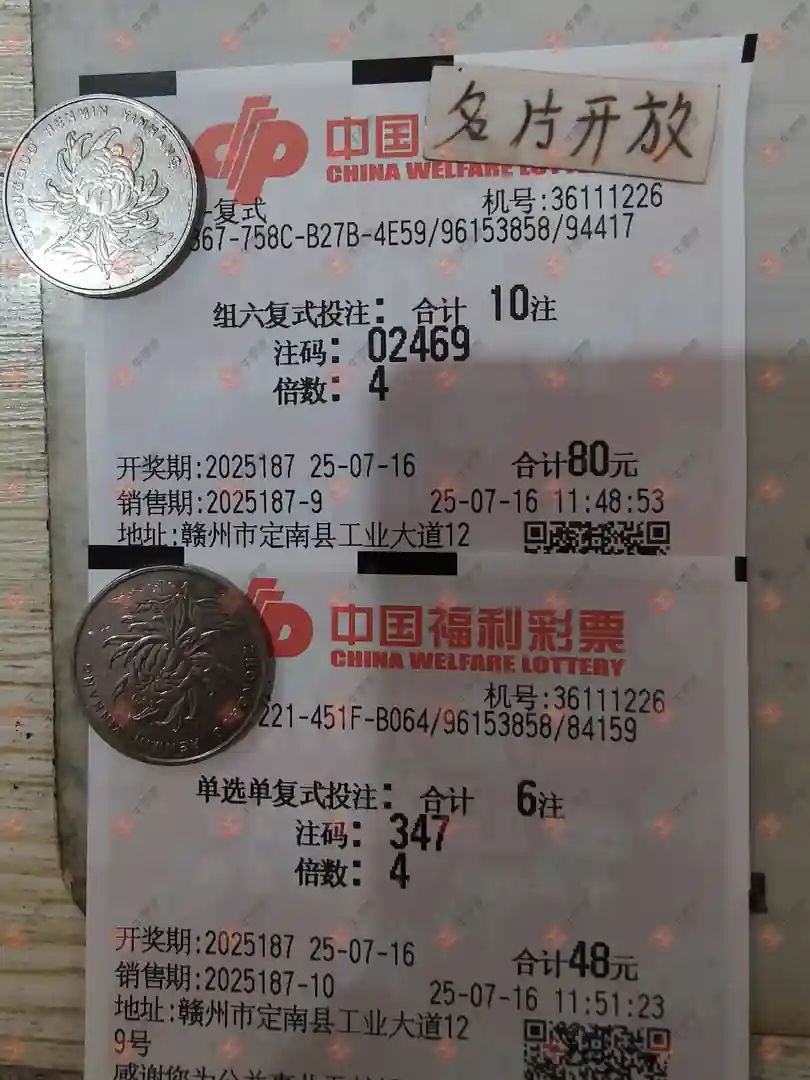 名片开放
中国
CHINA WELFARE
复式
机号:36111226
367-758C-B27B-4E59/96153858/94417
组六复式投注: 合计 10注
注码: 02469
倍数: 4
开奖期:2025187 25-07-16 合计80元
销售期:2025187-9 25-07-16 11:48:53
地址:赣州市定南县工业大道12
中国福利彩票
CHINA WELFARE LOTTERY
机号:36111226
221-451F-B064/96153858/84159
单选单复式投注: 合计 6注
注码: 347
倍数: 4
开奖期:2025187 25-07-16 合计48元
销售期:2025187-10 25-07-16 11:51:23
地址:赣州市定南县工业大道12
9号